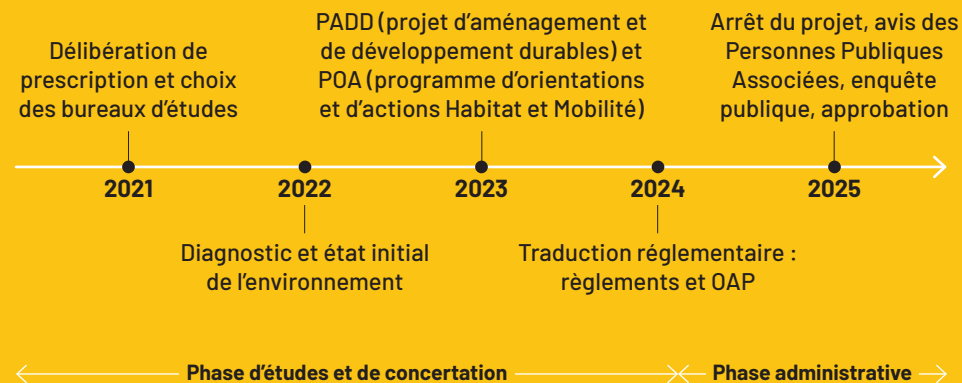 Délibération de
prescription et choix
des bureaux d'études
PADD (projet d'aménagement et
de développement durables) et
POA (programme d'orientations
et d'actions Habitat et Mobilité)
Arrêt du projet, avis des
Personnes Publiques
Associées, enquête
publique, approbation
2021
2022
2023
2024
2025
Diagnostic et état initial
de l'environnement
Traduction réglementaire :
règlements et OAP
Phase d'études et de concertation
Phase administrative